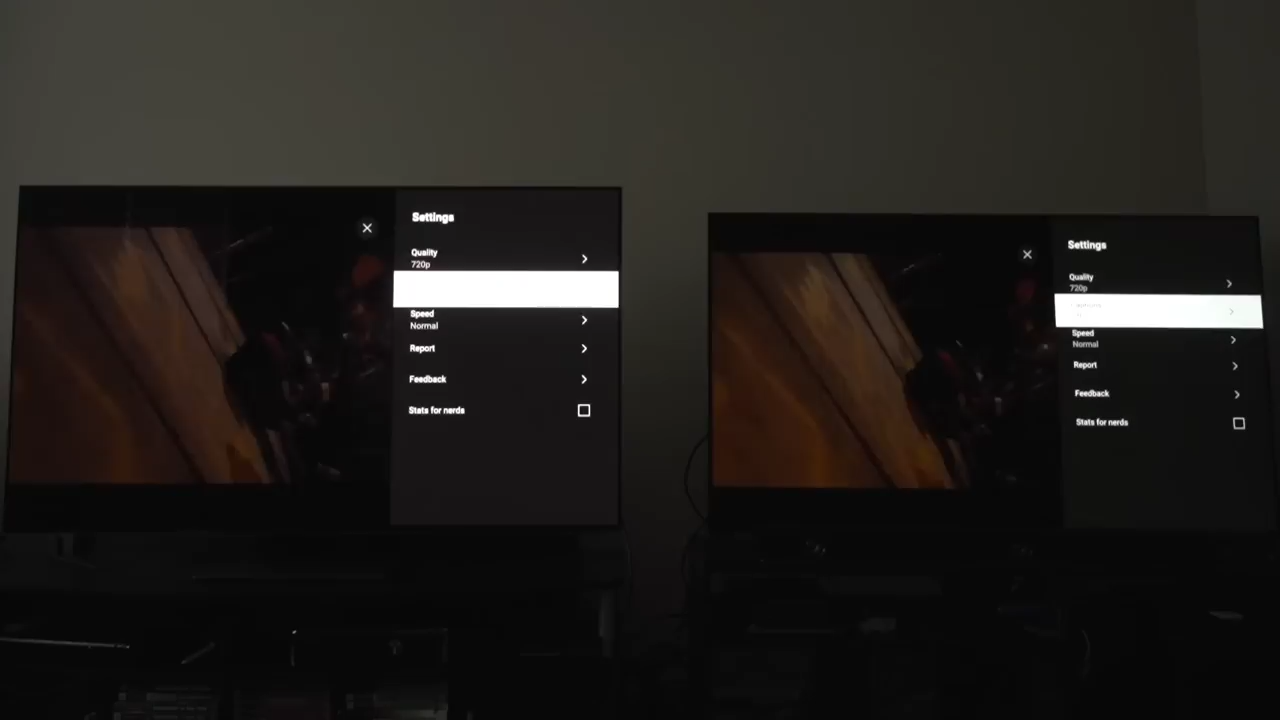 Settings
Quality
720p
Speed
Normal
Report
Feedback
Stats for nerds
Settings
Quality
720p
Captions
Speed
Normal
Report
Feedback
Stats for nerds